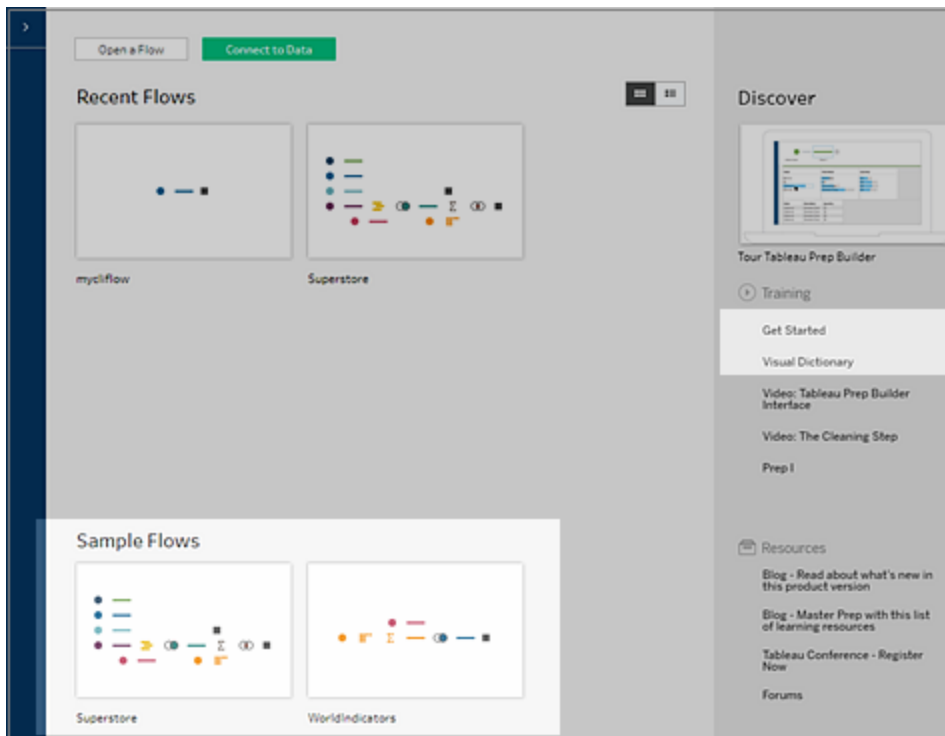 Open a Flow
Connect to Data
Recent Flows
mycliflow
Superstore
Sample Flows
Superstore
WorldIndicators
Discover
Tour Tableau Prep Builder
Training
Get Started
Visual Dictionary
Video: Tableau Prep Builder
Interface
Video: The Cleaning Step
Prep I
Resources
Blog - Read about what's new in
this product version
Blog - Master Prep with this list
of learning resources
Tableau Conference - Register
Now
Forums